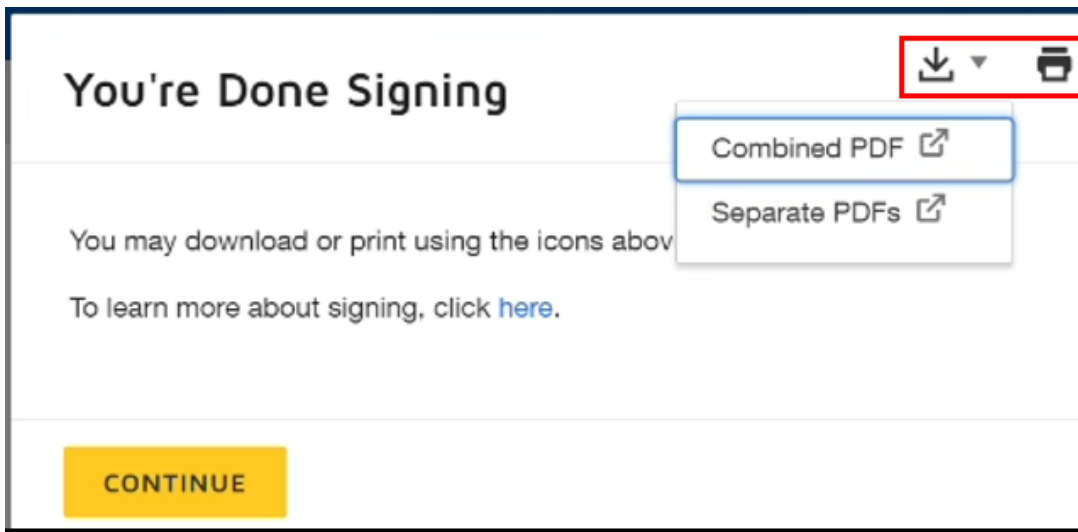 You're Done Signing
Combined PDF
Separate PDFs
You may download or print using the icons abov
To learn more about signing, click here.
CONTINUE